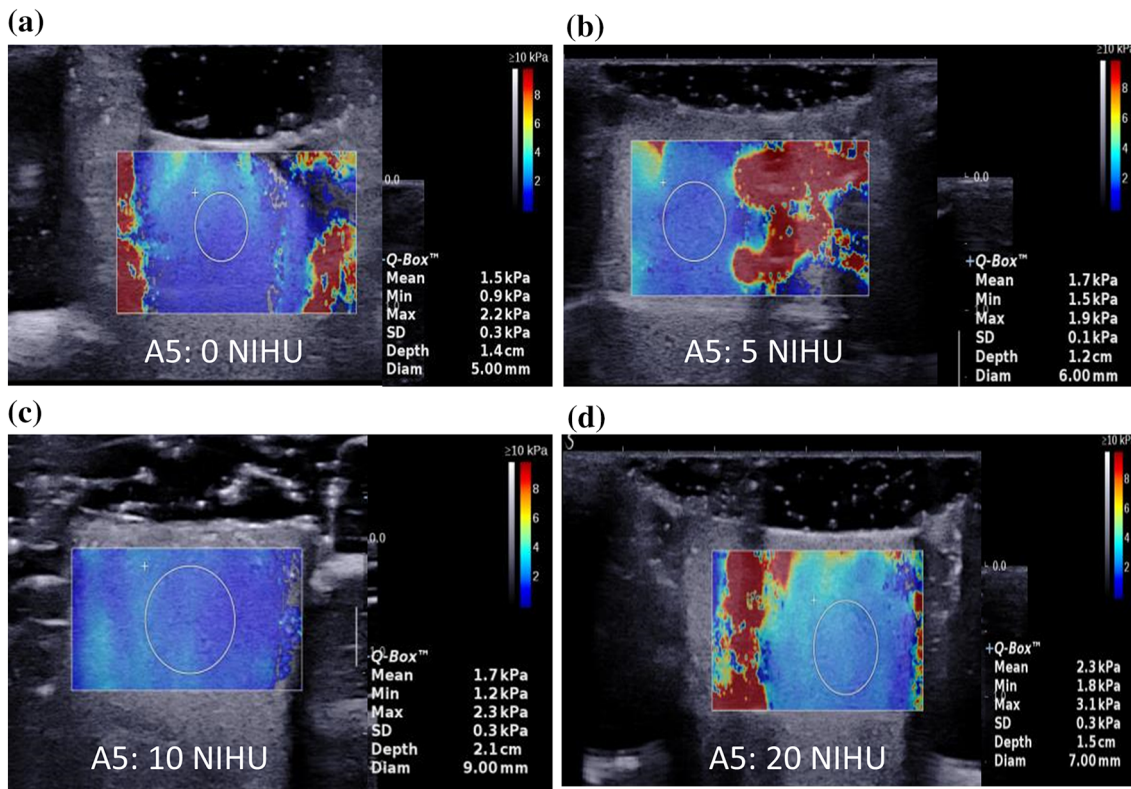 (a)
≥10 kPa
8
6
4
2
0.0
Q-Box™
Mean 1.5 kPa
Min 0.9 kPa
Max 2.2 kPa
SD 0.3 kPa
Depth 1.4 cm
Diam 5.00 mm
A5: 0 NIHU
(b)
≥10 kPa
8
6
4
2
0.0
+Q-Box™
Mean 1.7 kPa
Min 1.5 kPa
Max 1.9 kPa
SD 0.1 kPa
Depth 1.2 cm
Diam 6.00 mm
A5: 5 NIHU
(c)
≥10 kPa
8
6
4
2
0.0
Q-Box™
Mean 1.7 kPa
Min 1.2 kPa
Max 2.3 kPa
SD 0.3 kPa
Depth 2.1 cm
Diam 9.00 mm
A5: 10 NIHU
(d)
S
≥10 kPa
8
6
4
2
0.0
+Q-Box™
Mean 2.3 kPa
Min 1.8 kPa
Max 3.1 kPa
SD 0.3 kPa
Depth 1.5 cm
Diam 7.00 mm
A5: 20 NIHU